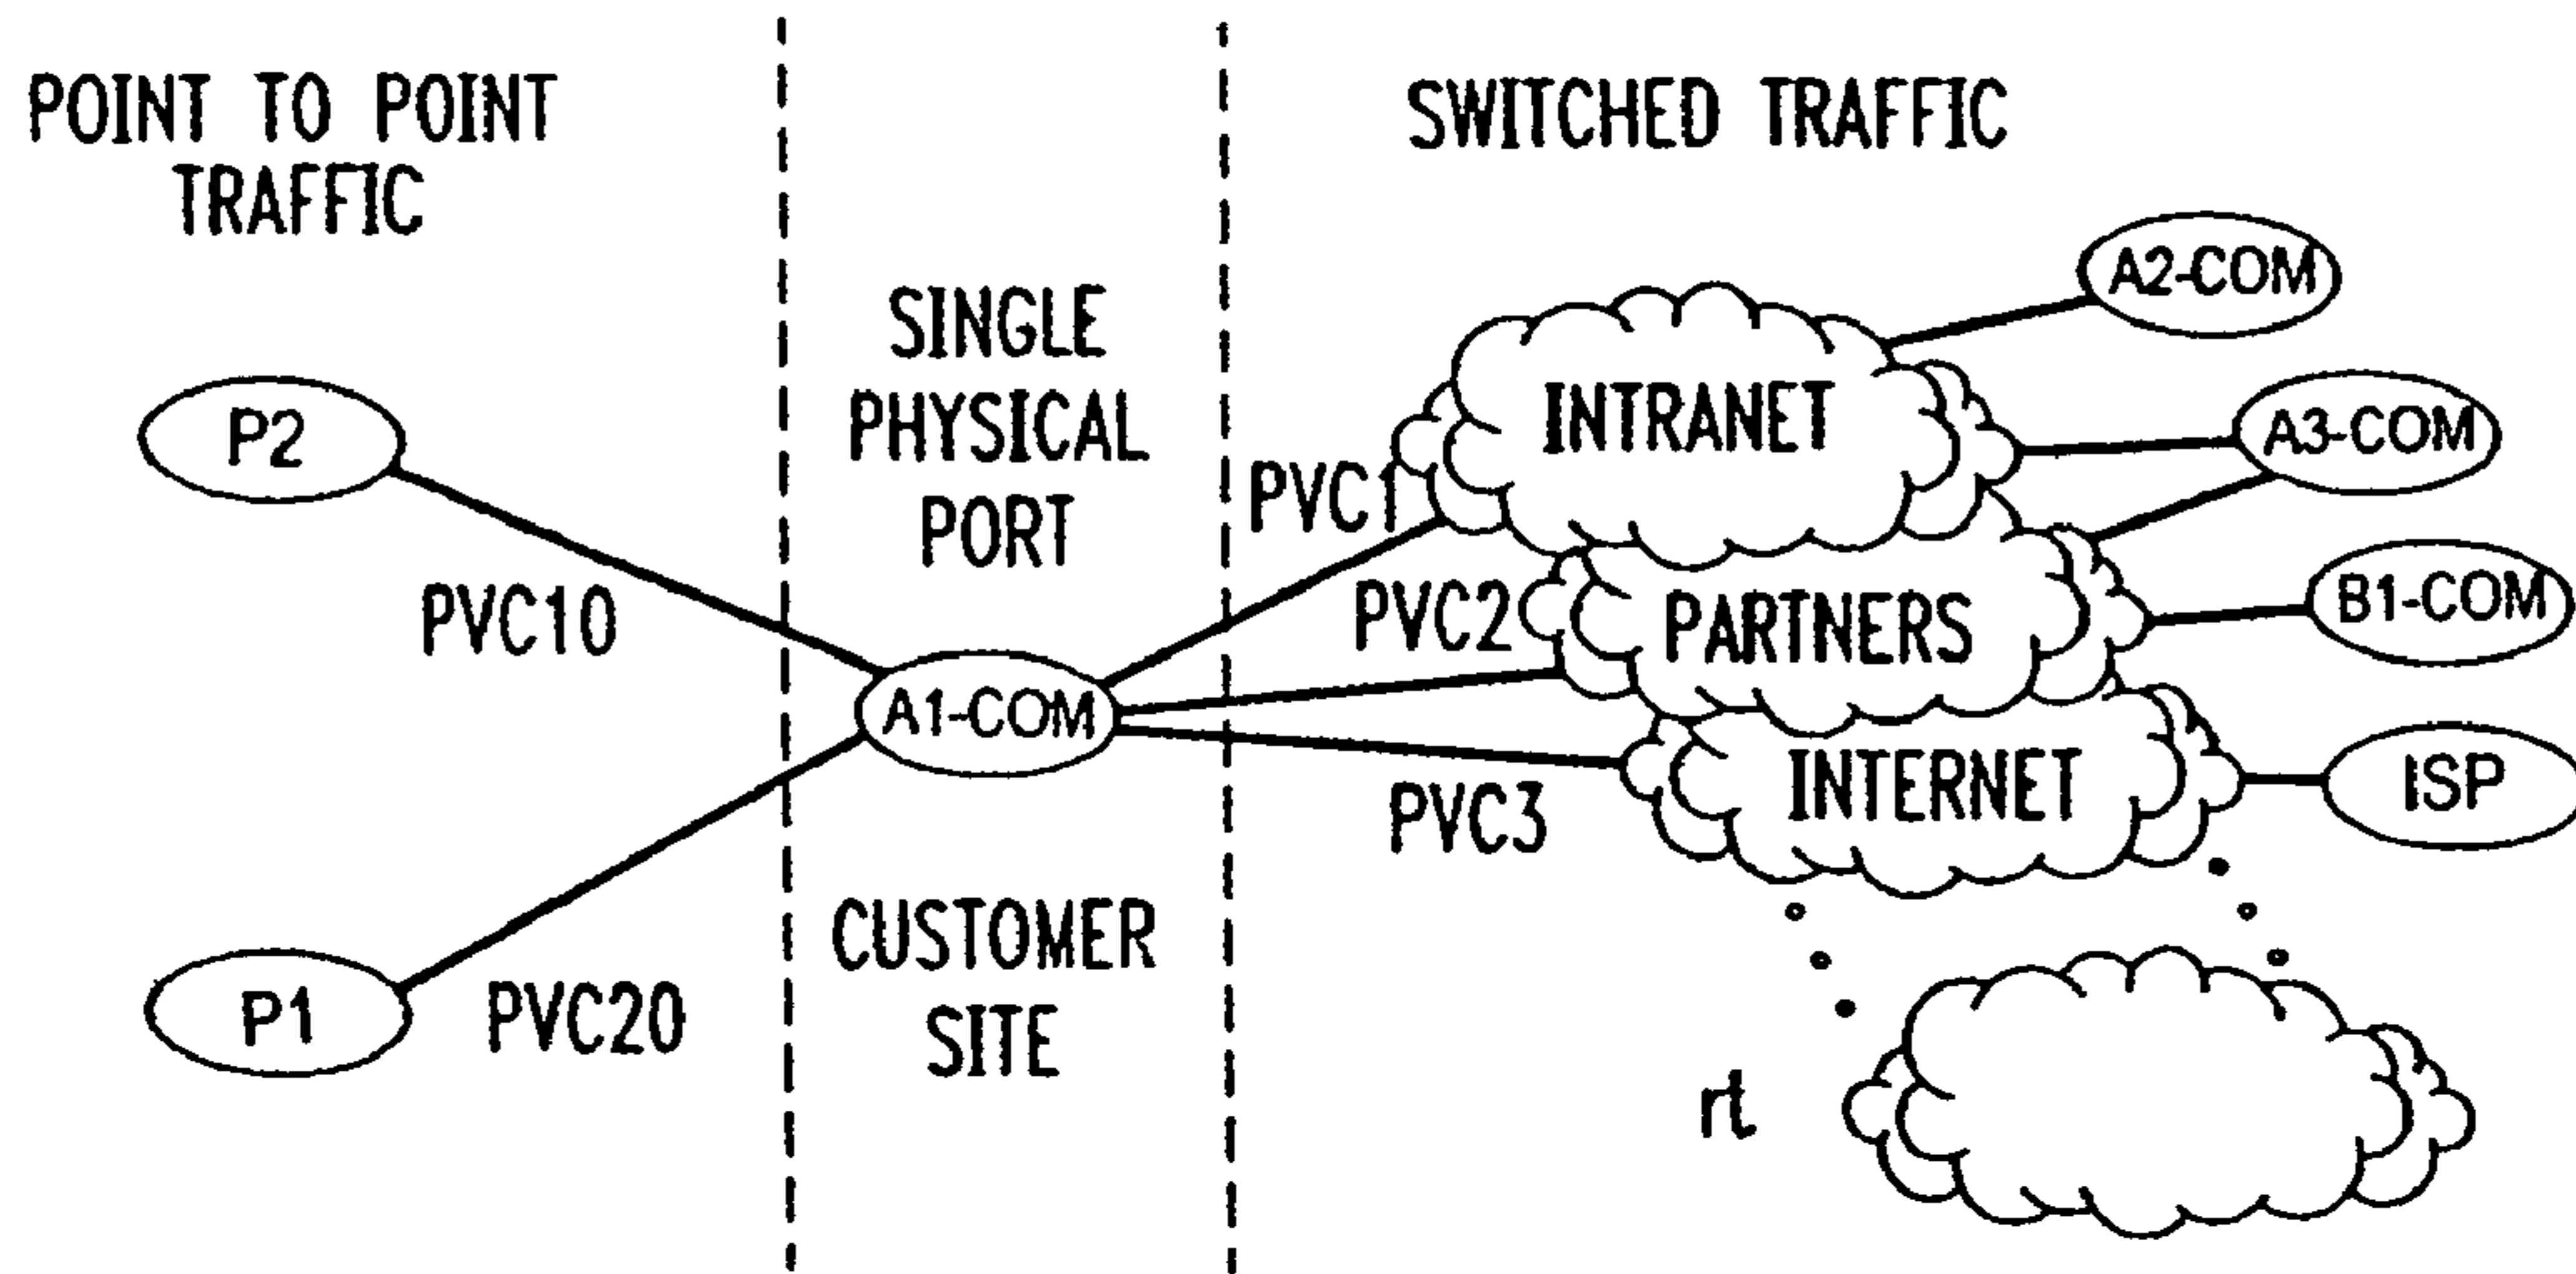 POINT TO POINT
TRAFFIC
SWITCHED TRAFFIC
SINGLE
PHYSICAL
PORT
CUSTOMER
SITE
P2
PVC10
P1
PVC20
A1-COM
PVC1
PVC2
PVC3
INTRANET
PARTNERS
INTERNET
A2-COM
A3-COM
B1-COM
ISP
rt